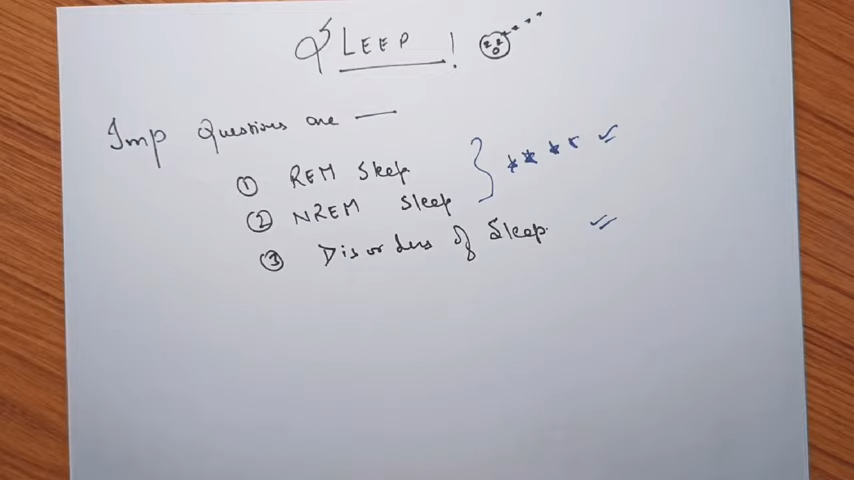 SLEEP!
Imp Questions are —
① REM Sleep
② NREM Sleep
③ Disorders of Sleep